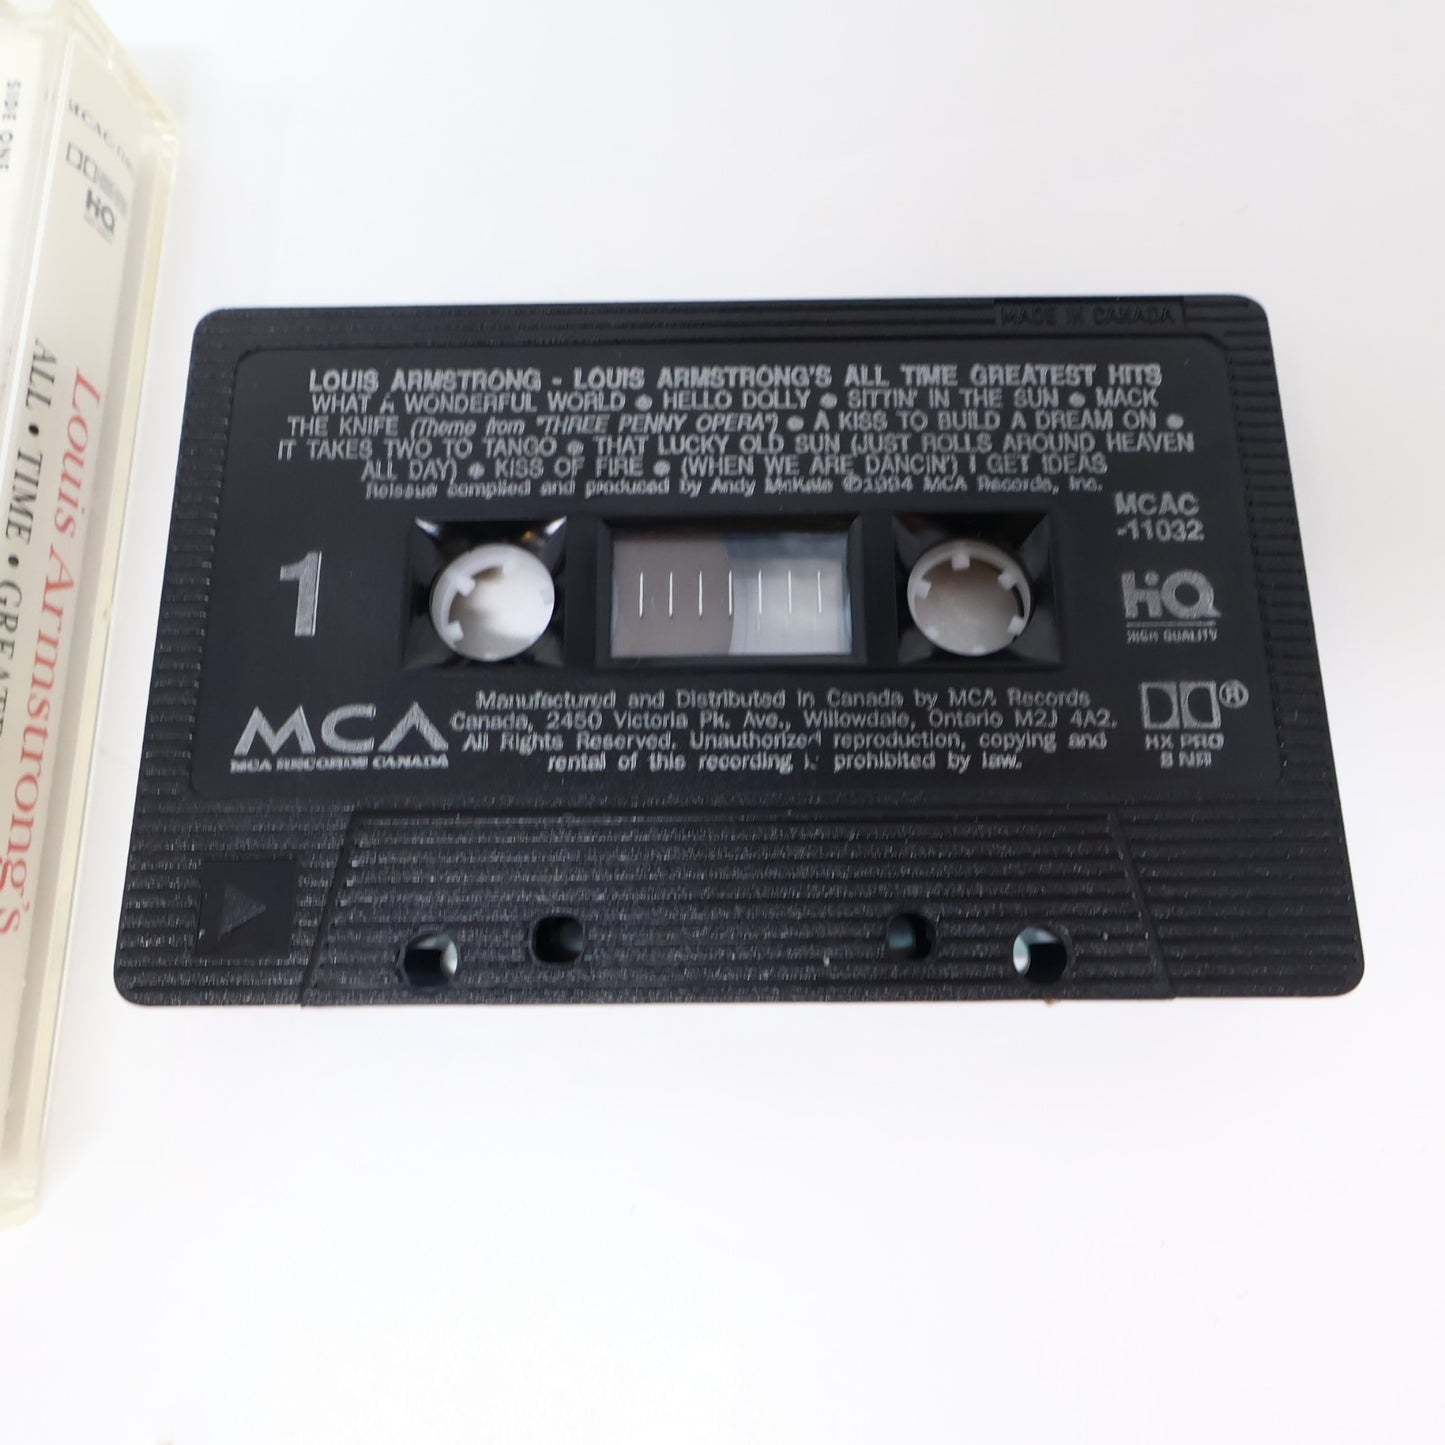 SIDE ONE
HQ
Louis Armstrong's
ALL • TIME •
MADE IN CANADA
LOUIS ARMSTRONG - LOUIS ARMSTRONG'S ALL TIME GREATEST HITS
WHAT A WONDERFUL WORLD • HELLO DOLLY • SITTIN' IN THE SUN • MACK
THE KNIFE (Theme from "THREE PENNY OPERA") • A KISS TO BUILD A DREAM ON •
IT TAKES TWO TO TANGO • THAT LUCKY OLD SUN (JUST ROLLS AROUND HEAVEN
ALL DAY) • KISS OF FIRE • (WHEN WE ARE DANCIN') I GET IDEAS
Reissue compiled and produced by Andy McKaie ©1994 MCA Records, Inc.
MCAC
-11032
1
HQ
HIGH QUALITY
MCA
MCA RECORDS CANADA
Manufactured and Distributed in Canada by MCA Records
Canada, 2450 Victoria Pk. Ave., Willowdale, Ontario M2J 4A2.
All Rights Reserved. Unauthorized reproduction, copying and
rental of this recording is prohibited by law.
®
HX PRO
B NR